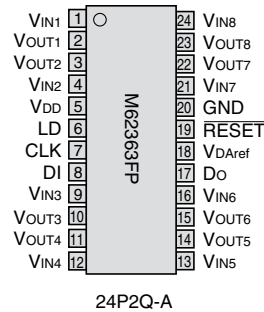 VIN1 1 24 VIN8
VOUT1 2 23 VOUT8
VOUT2 3 22 VOUT7
VIN2 4 21 VIN7
VDD 5 20 GND
LD 6 19 RESET
CLK 7 18 VDAref
DI 8 17 DO
VIN3 9 16 VIN6
VOUT3 10 15 VOUT6
VOUT4 11 14 VOUT5
VIN4 12 13 VIN5
M62363FP
24P2Q-A